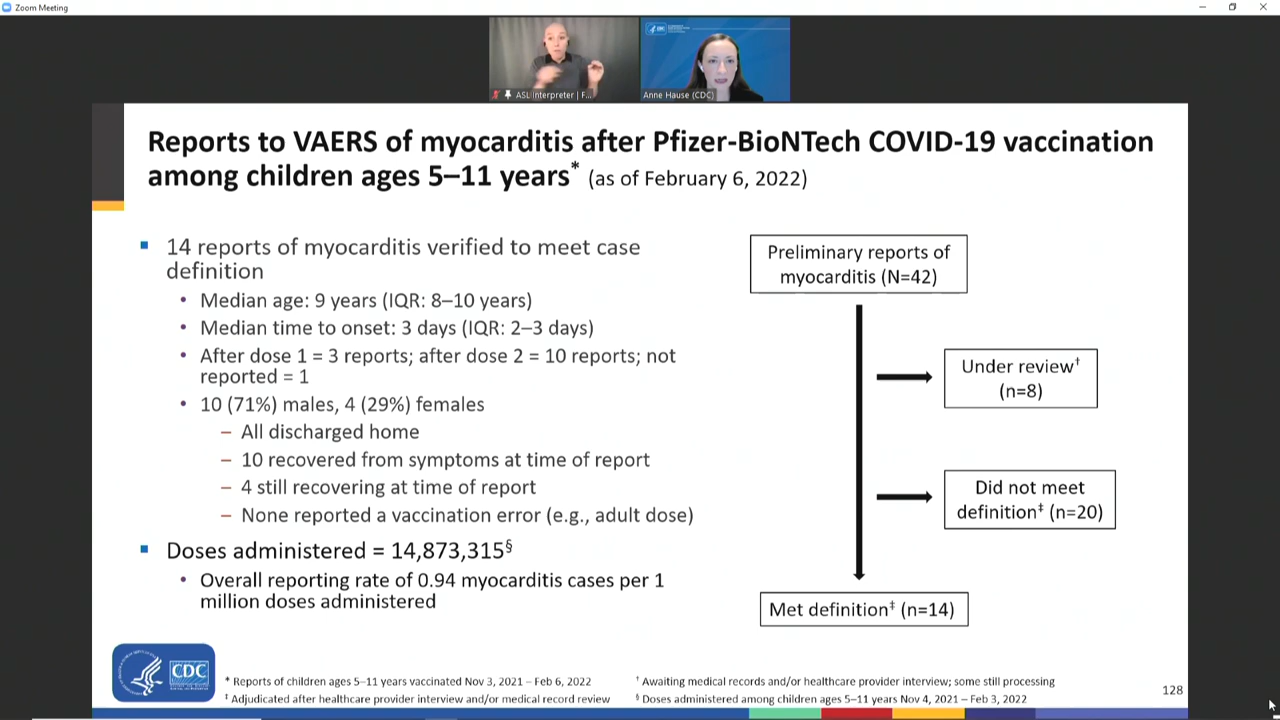 Zoom Meeting
ASL Interpreter | F...
Anne Hause (CDC)
CDC
Reports to VAERS of myocarditis after Pfizer-BioNTech COVID-19 vaccination
among children ages 5–11 years* (as of February 6, 2022)
▪ 14 reports of myocarditis verified to meet case
definition
• Median age: 9 years (IQR: 8–10 years)
• Median time to onset: 3 days (IQR: 2–3 days)
• After dose 1 = 3 reports; after dose 2 = 10 reports; not
reported = 1
• 10 (71%) males, 4 (29%) females
– All discharged home
– 10 recovered from symptoms at time of report
– 4 still recovering at time of report
– None reported a vaccination error (e.g., adult dose)
▪ Doses administered = 14,873,315§
• Overall reporting rate of 0.94 myocarditis cases per 1
million doses administered
Preliminary reports of
myocarditis (N=42)
Under review†
(n=8)
Did not meet
definition‡ (n=20)
Met definition‡ (n=14)
CDC
* Reports of children ages 5–11 years vaccinated Nov 3, 2021 – Feb 6, 2022
‡ Adjudicated after healthcare provider interview and/or medical record review
† Awaiting medical records and/or healthcare provider interview; some still processing
§ Doses administered among children ages 5–11 years Nov 4, 2021 – Feb 3, 2022
128